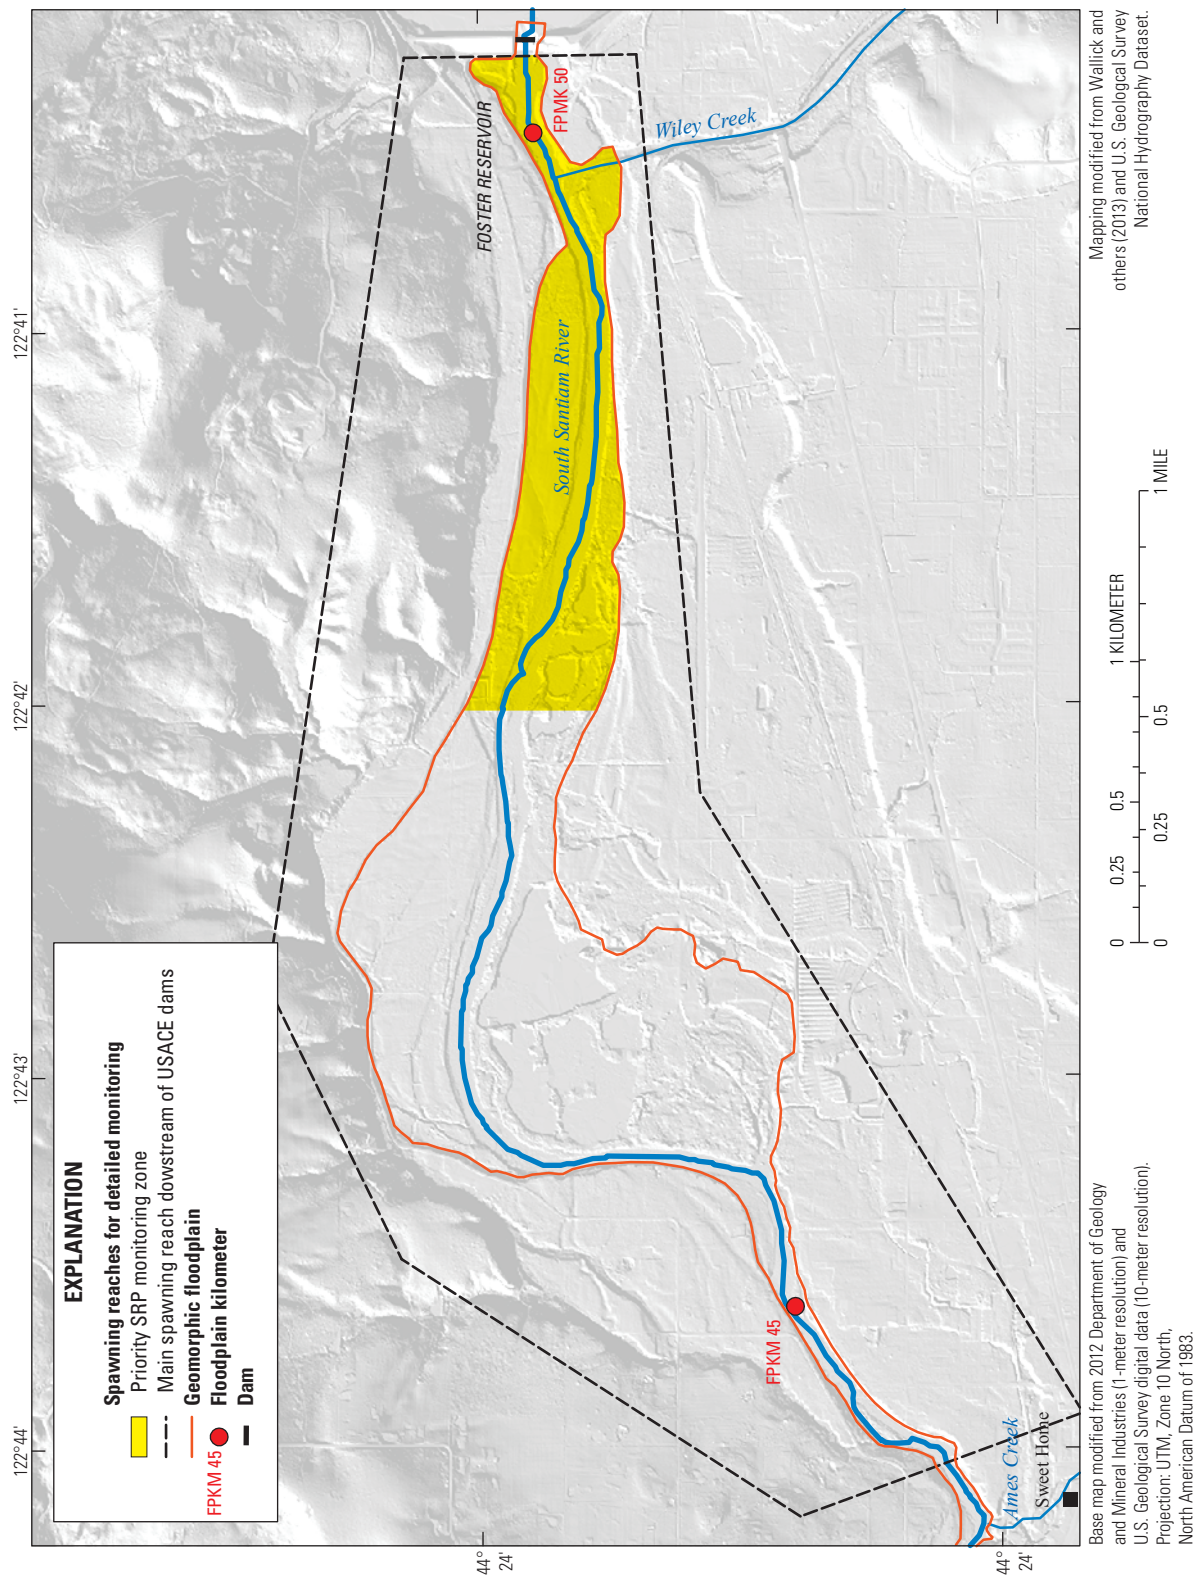 122°44'
122°43'
122°42'
122°41'
44°
24'
44°
24'
EXPLANATION
Spawning reaches for detailed monitoring
Priority SRP monitoring zone
Main spawning reach downstream of USACE dams
Geomorphic floodplain
FPKM 45
Floodplain kilometer
Dam
FOSTER RESERVOIR
FPMK 50
Wiley Creek
South Santiam River
FPKM 45
Ames Creek
Sweet Home
Base map modified from 2012 Department of Geology
and Mineral Industries (1-meter resolution) and
U.S. Geological Survey digital data (10-meter resolution).
Projection: UTM, Zone 10 North,
North American Datum of 1983.
0 0.25 0.5 1 KILOMETER
0 0.25 0.5 1 MILE
Mapping modified from Wallick and
others (2013) and U.S. Geologcal Survey
National Hydrography Dataset.